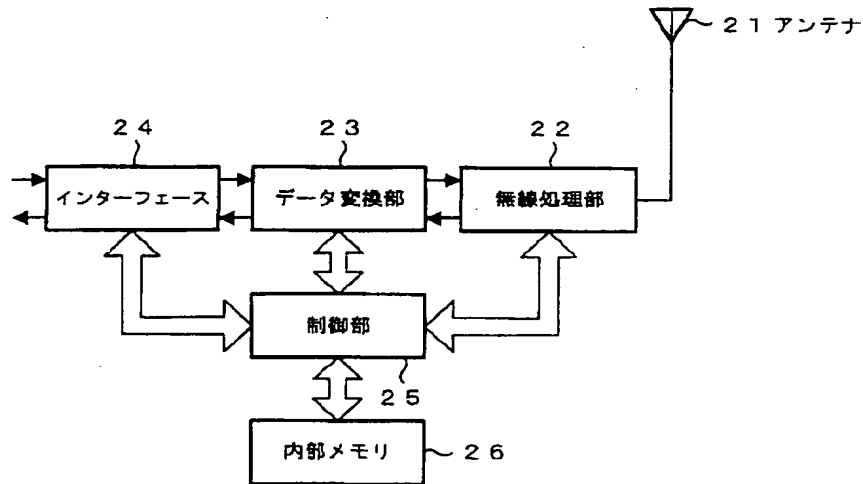 21 アンテナ
24
23
22
インターフェース
データ変換部
無線処理部
制御部
25
内部メモリ
26